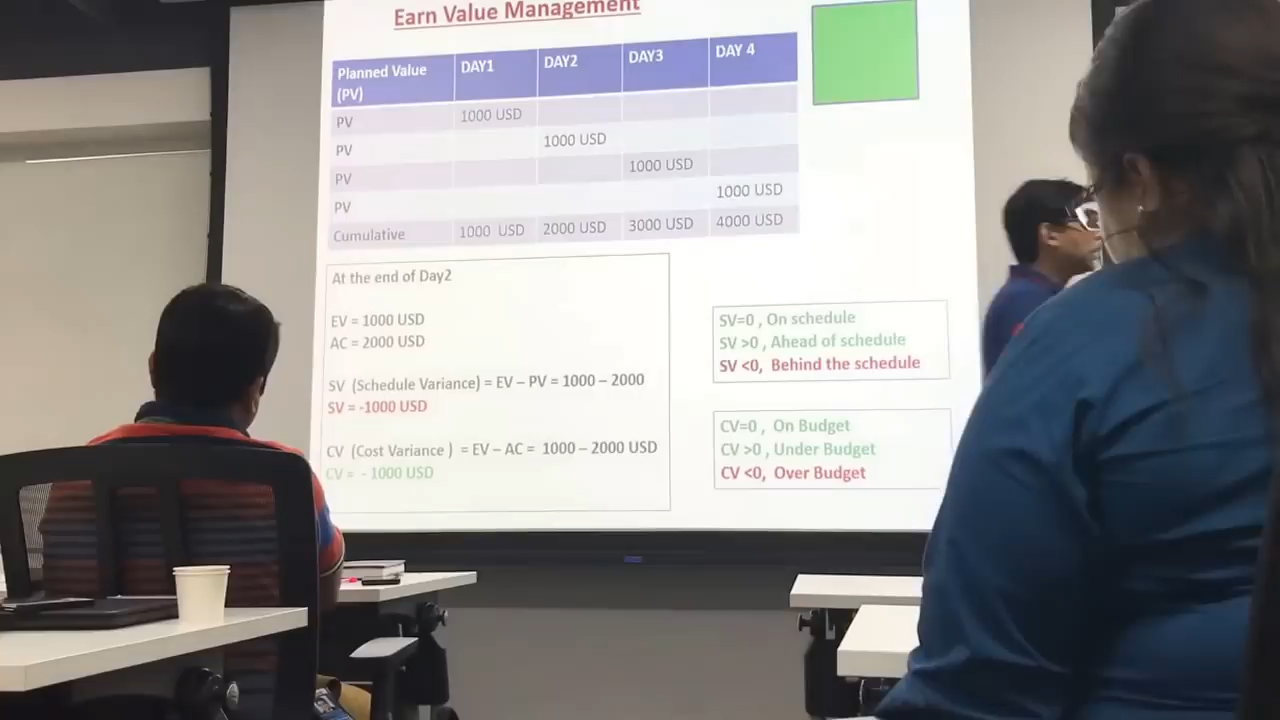 Earn Value Management
Planned Value (PV) DAY1 DAY2 DAY3 DAY 4
PV 1000 USD
PV 1000 USD
PV 1000 USD
PV 1000 USD
Cumulative 1000 USD 2000 USD 3000 USD 4000 USD
At the end of Day2
EV = 1000 USD
AC = 2000 USD
SV (Schedule Variance) = EV – PV = 1000 – 2000
SV = -1000 USD
CV (Cost Variance ) = EV – AC = 1000 – 2000 USD
CV = - 1000 USD
SV=0 , On schedule
SV >0 , Ahead of schedule
SV <0, Behind the schedule
CV=0 , On Budget
CV >0 , Under Budget
CV <0, Over Budget